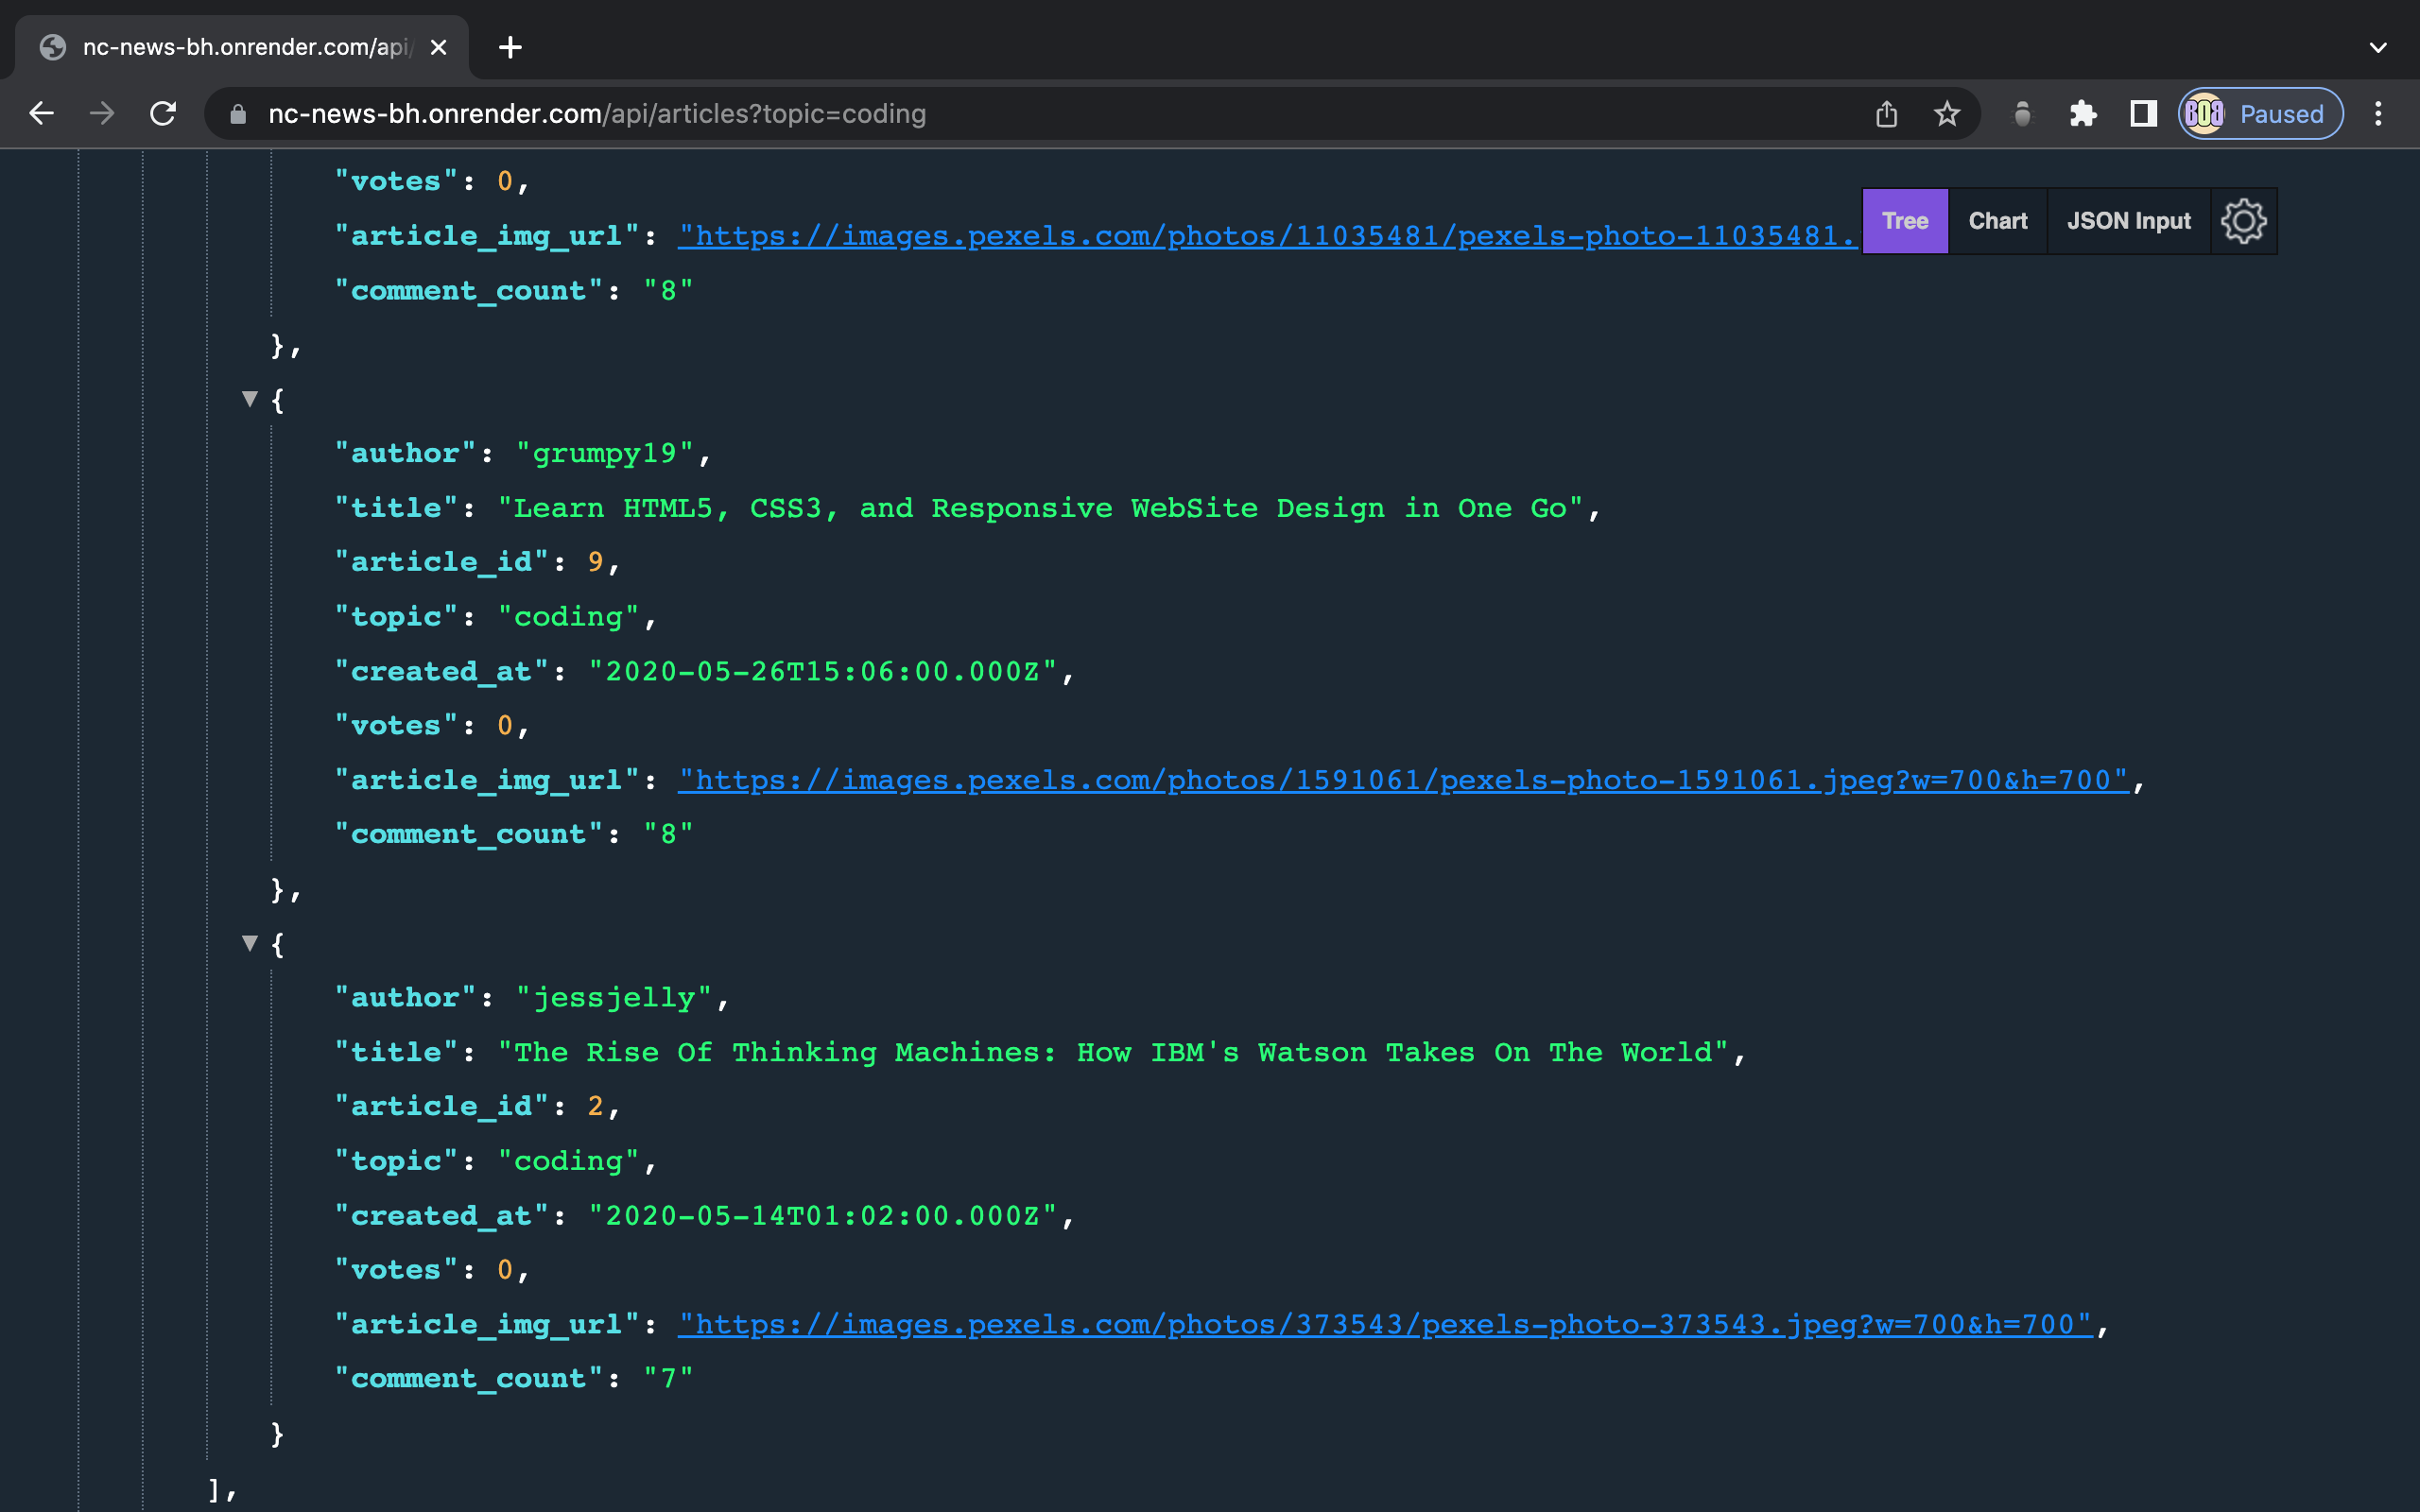 nc-news-bh.onrender.com/api/
nc-news-bh.onrender.com/api/articles?topic=coding
BOB Paused
"votes": 0,
Tree Chart JSON Input
"article_img_url": "https://images.pexels.com/photos/11035481/pexels-photo-11035481.
"comment_count": "8"
},
{
"author": "grumpy19",
"title": "Learn HTML5, CSS3, and Responsive WebSite Design in One Go",
"article_id": 9,
"topic": "coding",
"created_at": "2020-05-26T15:06:00.000Z",
"votes": 0,
"article_img_url": "https://images.pexels.com/photos/1591061/pexels-photo-1591061.jpeg?w=700&h=700",
"comment_count": "8"
},
{
"author": "jessjelly",
"title": "The Rise Of Thinking Machines: How IBM's Watson Takes On The World",
"article_id": 2,
"topic": "coding",
"created_at": "2020-05-14T01:02:00.000Z",
"votes": 0,
"article_img_url": "https://images.pexels.com/photos/373543/pexels-photo-373543.jpeg?w=700&h=700",
"comment_count": "7"
}
],